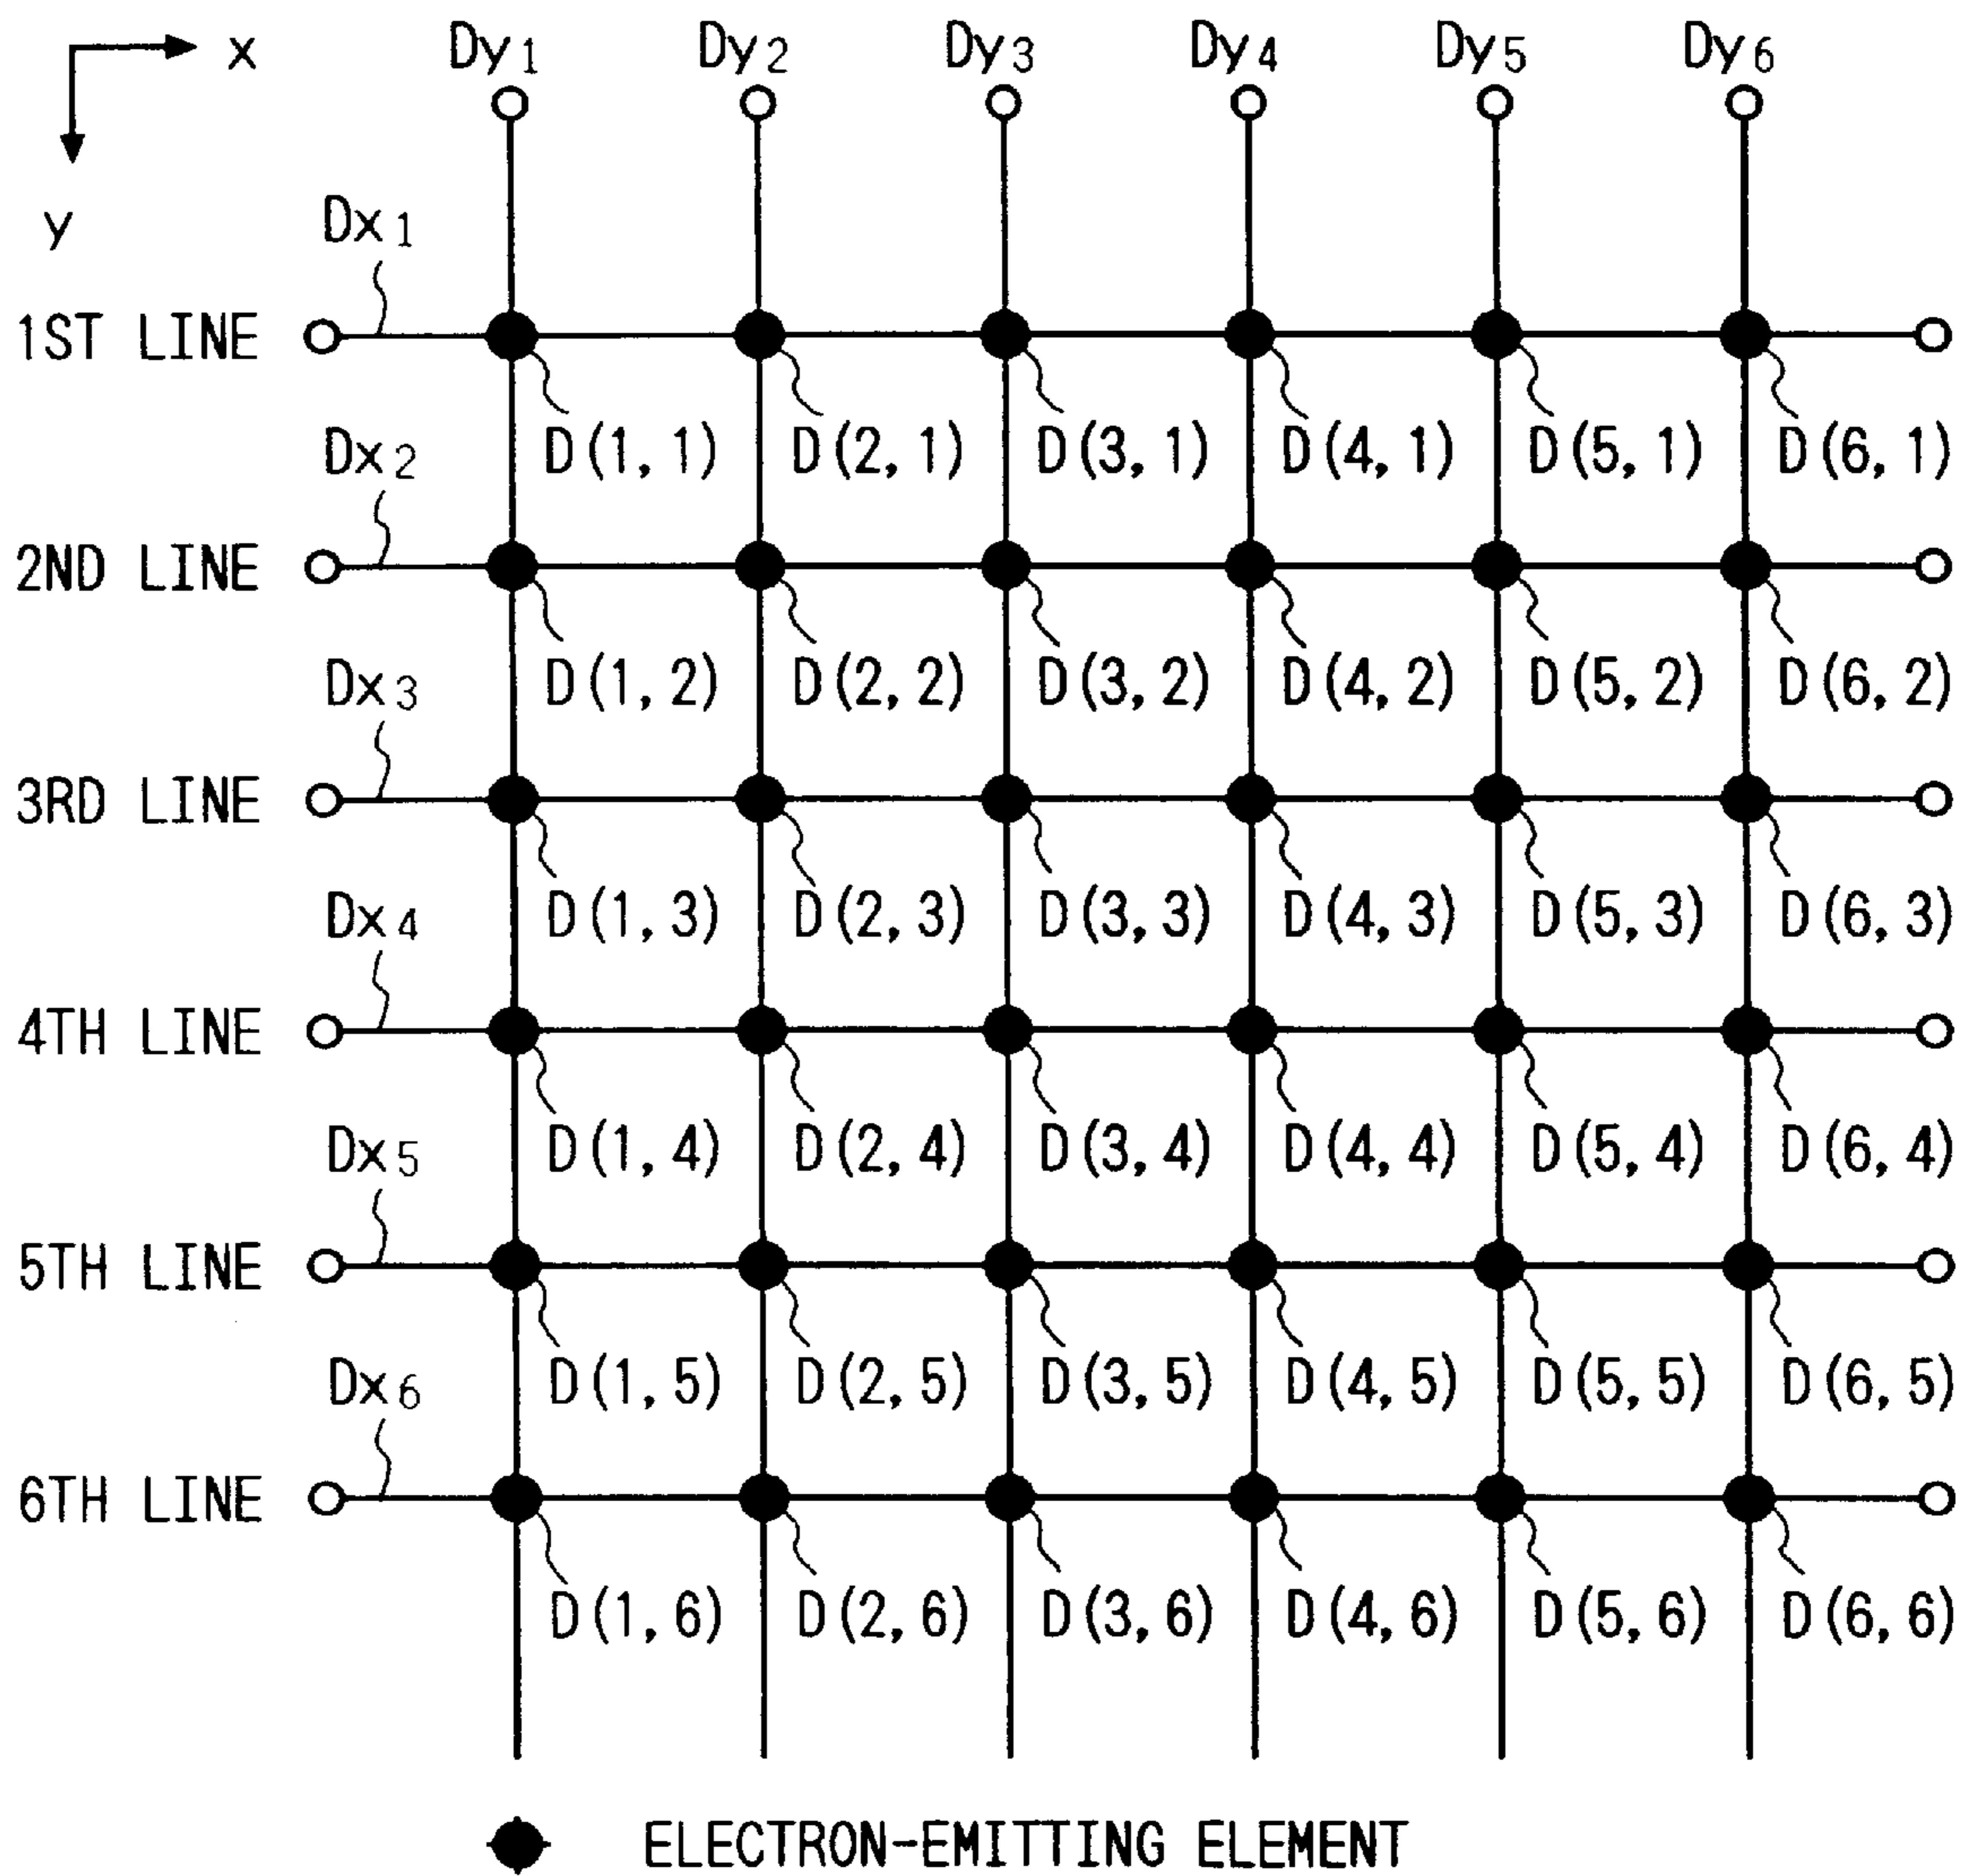 x Dy1 Dy2 Dy3 Dy4 Dy5 Dy6
y
Dx1
1ST LINE
D(1,1) D(2,1) D(3,1) D(4,1) D(5,1) D(6,1)
Dx2
2ND LINE
D(1,2) D(2,2) D(3,2) D(4,2) D(5,2) D(6,2)
Dx3
3RD LINE
D(1,3) D(2,3) D(3,3) D(4,3) D(5,3) D(6,3)
Dx4
4TH LINE
D(1,4) D(2,4) D(3,4) D(4,4) D(5,4) D(6,4)
Dx5
5TH LINE
D(1,5) D(2,5) D(3,5) D(4,5) D(5,5) D(6,5)
Dx6
6TH LINE
D(1,6) D(2,6) D(3,6) D(4,6) D(5,6) D(6,6)
ELECTRON-EMITTING ELEMENT